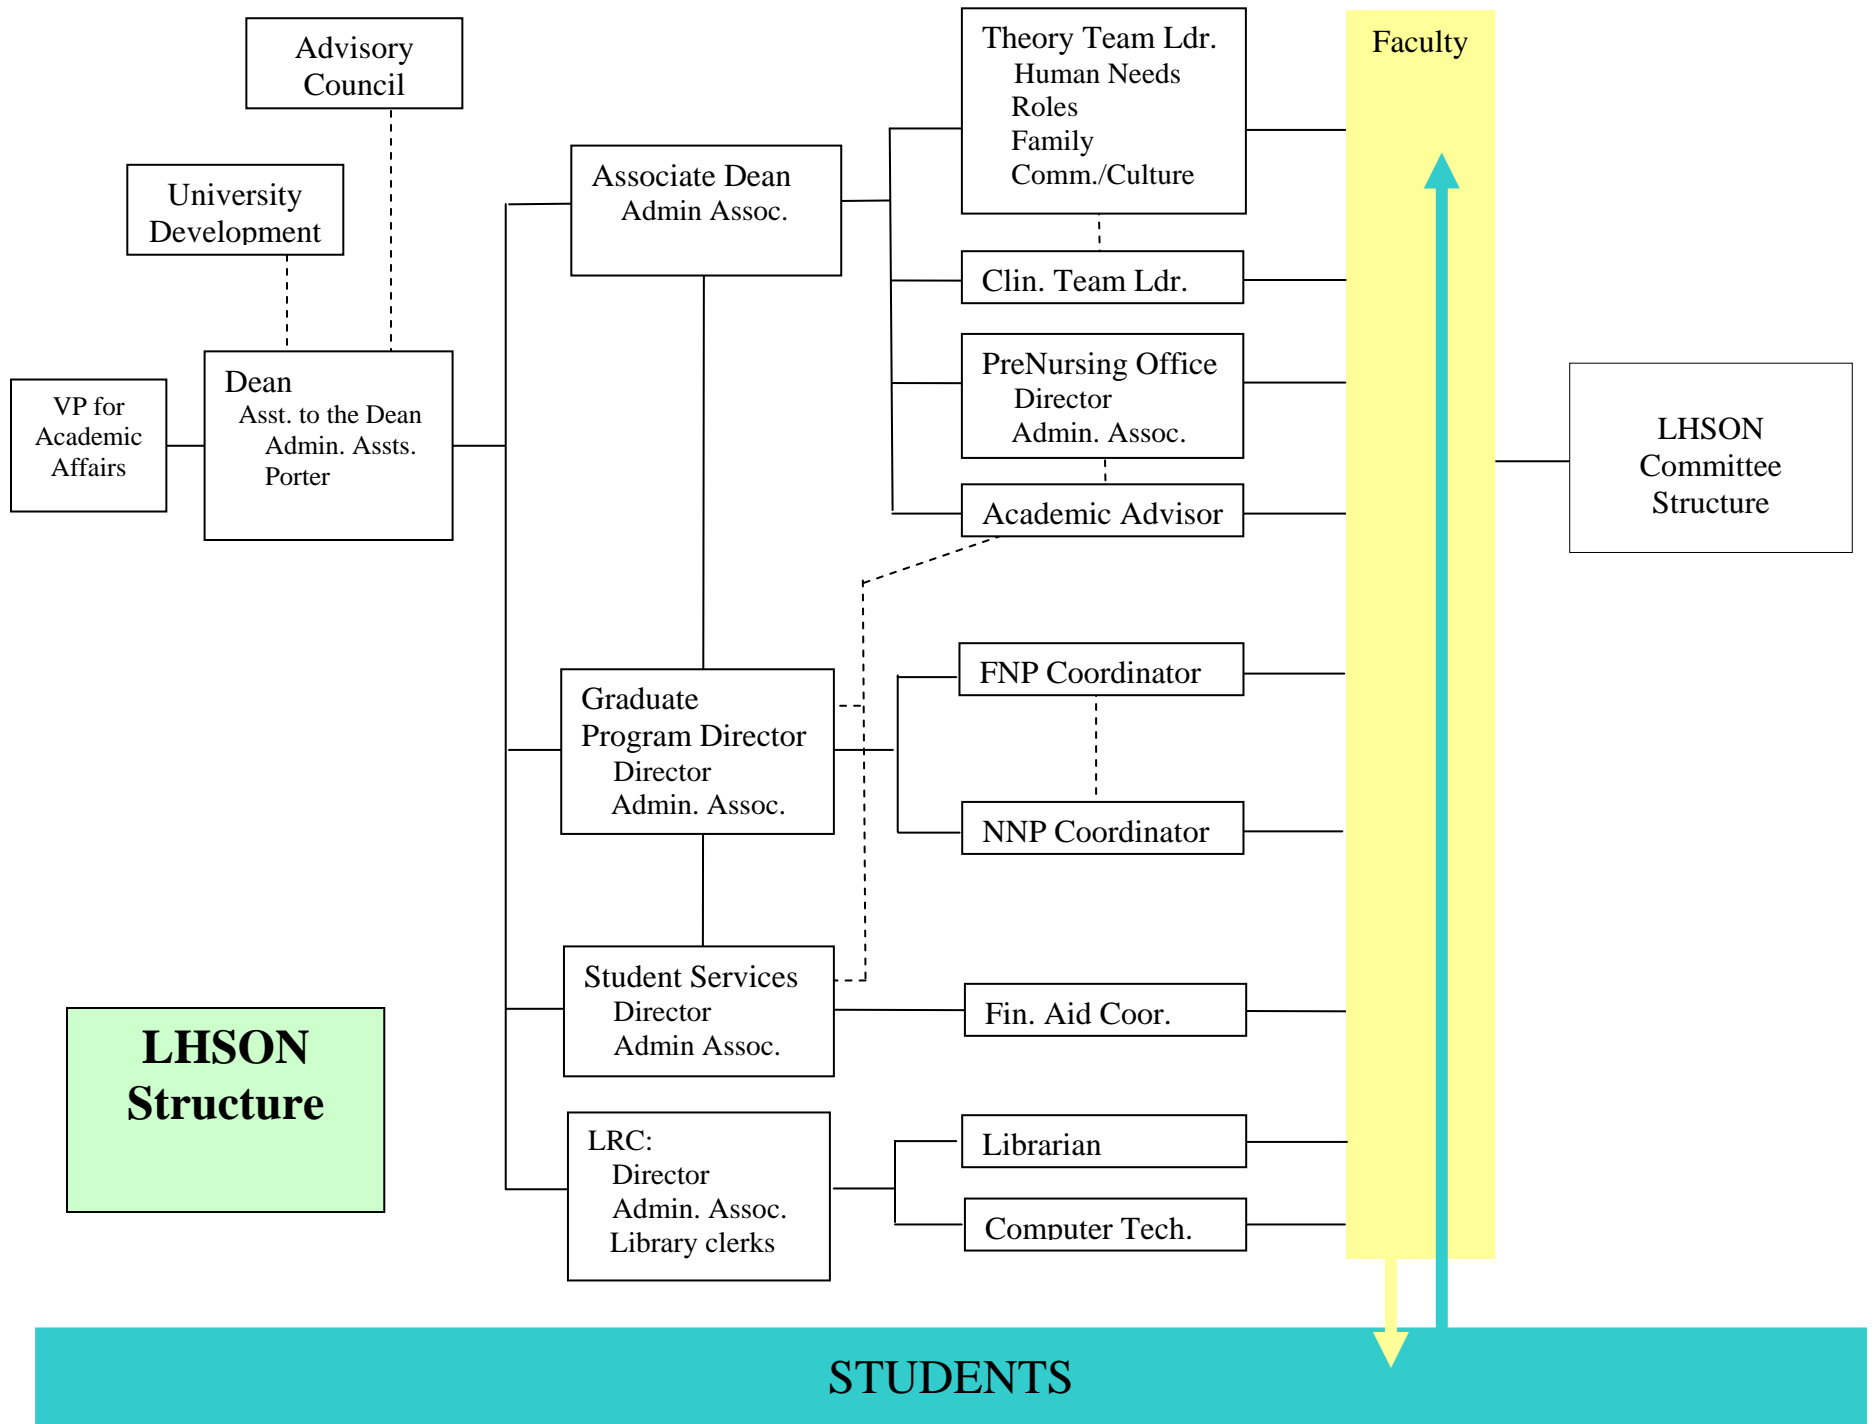 Advisory
Council
University
Development
VP for
Academic
Affairs
Dean
Asst. to the Dean
Admin. Assts.
Porter
Associate Dean
Admin Assoc.
Graduate
Program Director
Director
Admin. Assoc.
Student Services
Director
Admin Assoc.
LRC:
Director
Admin. Assoc.
Library clerks
Theory Team Ldr.
Human Needs
Roles
Family
Comm./Culture
Clin. Team Ldr.
PreNursing Office
Director
Admin. Assoc.
Academic Advisor
FNP Coordinator
NNP Coordinator
Fin. Aid Coor.
Librarian
Computer Tech.
Faculty
LHSON
Committee
Structure
LHSON
Structure
STUDENTS